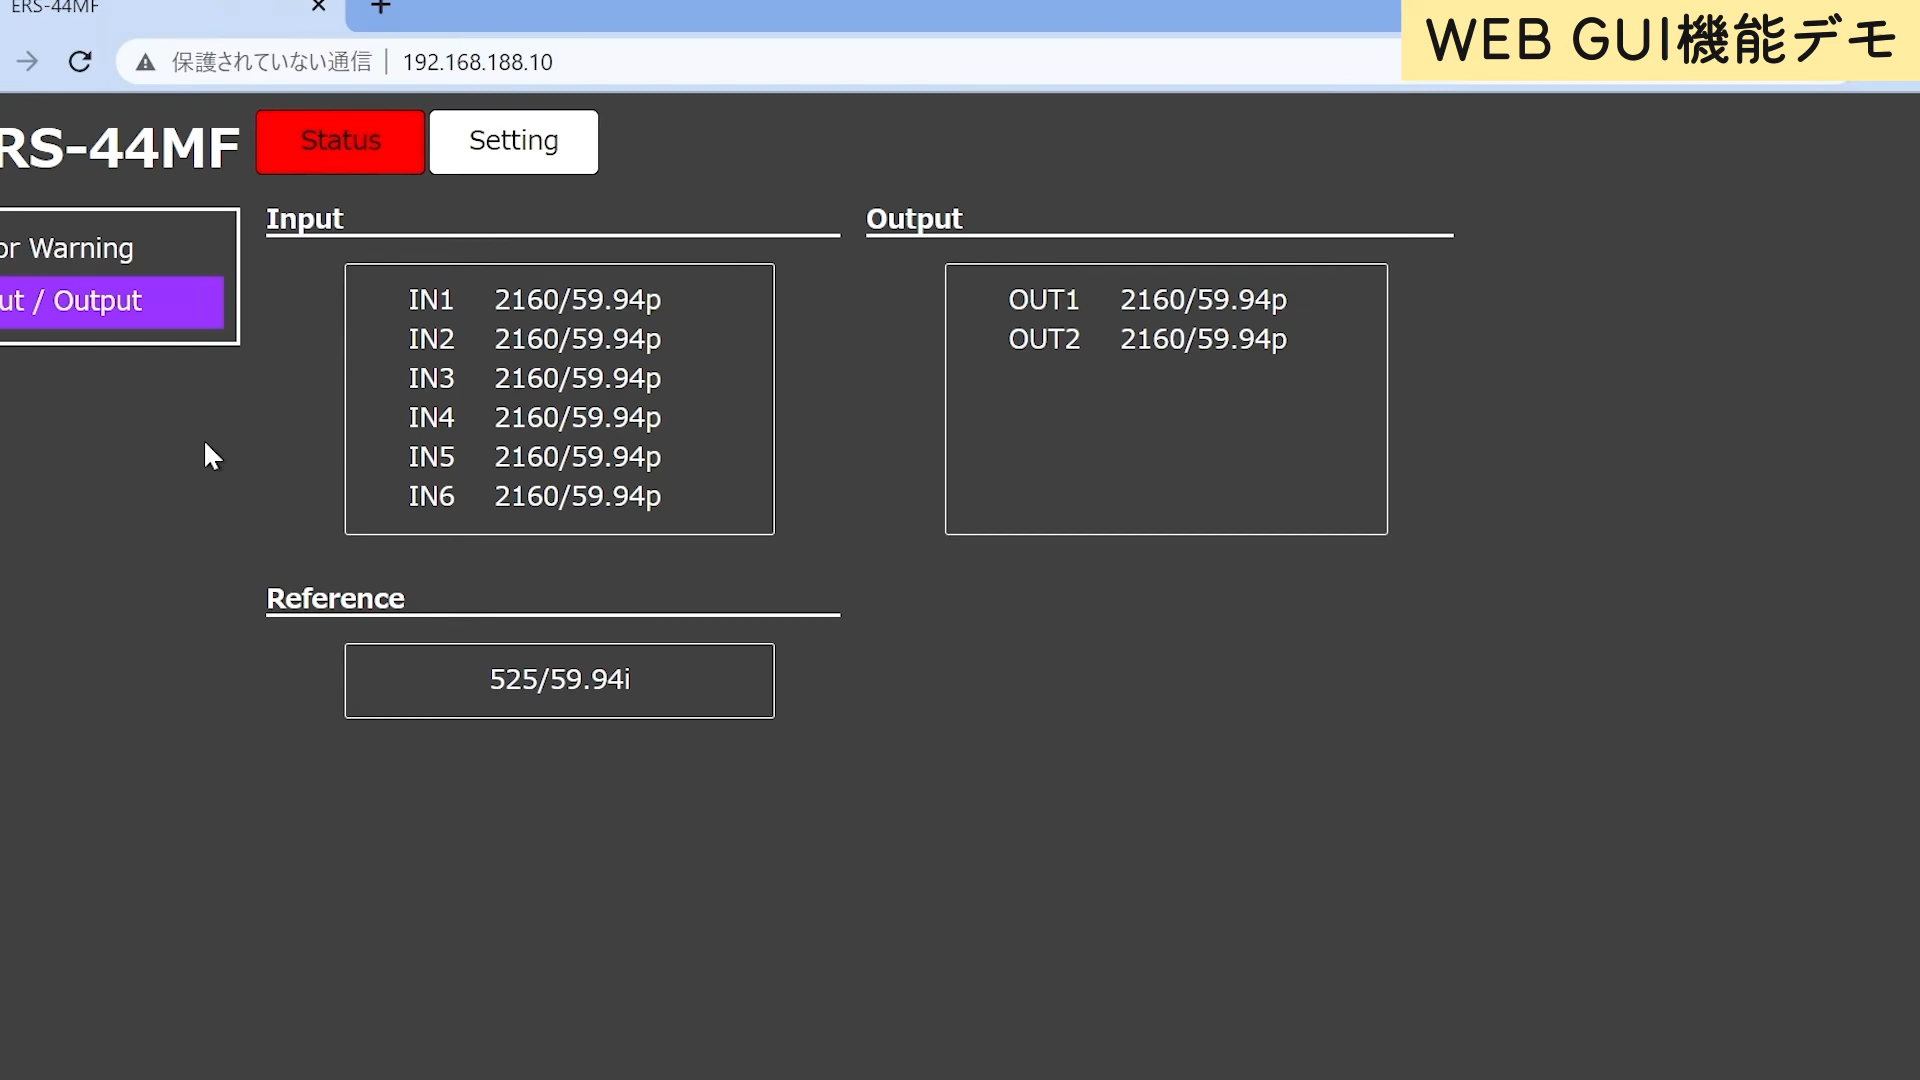 ERS-44MF
WEB GUI機能デモ
保護されていない通信 192.168.188.10
RS-44MF
Status
Setting
or Warning
ut / Output
Input
IN1 2160/59.94p
IN2 2160/59.94p
IN3 2160/59.94p
IN4 2160/59.94p
IN5 2160/59.94p
IN6 2160/59.94p
Output
OUT1 2160/59.94p
OUT2 2160/59.94p
Reference
525/59.94i